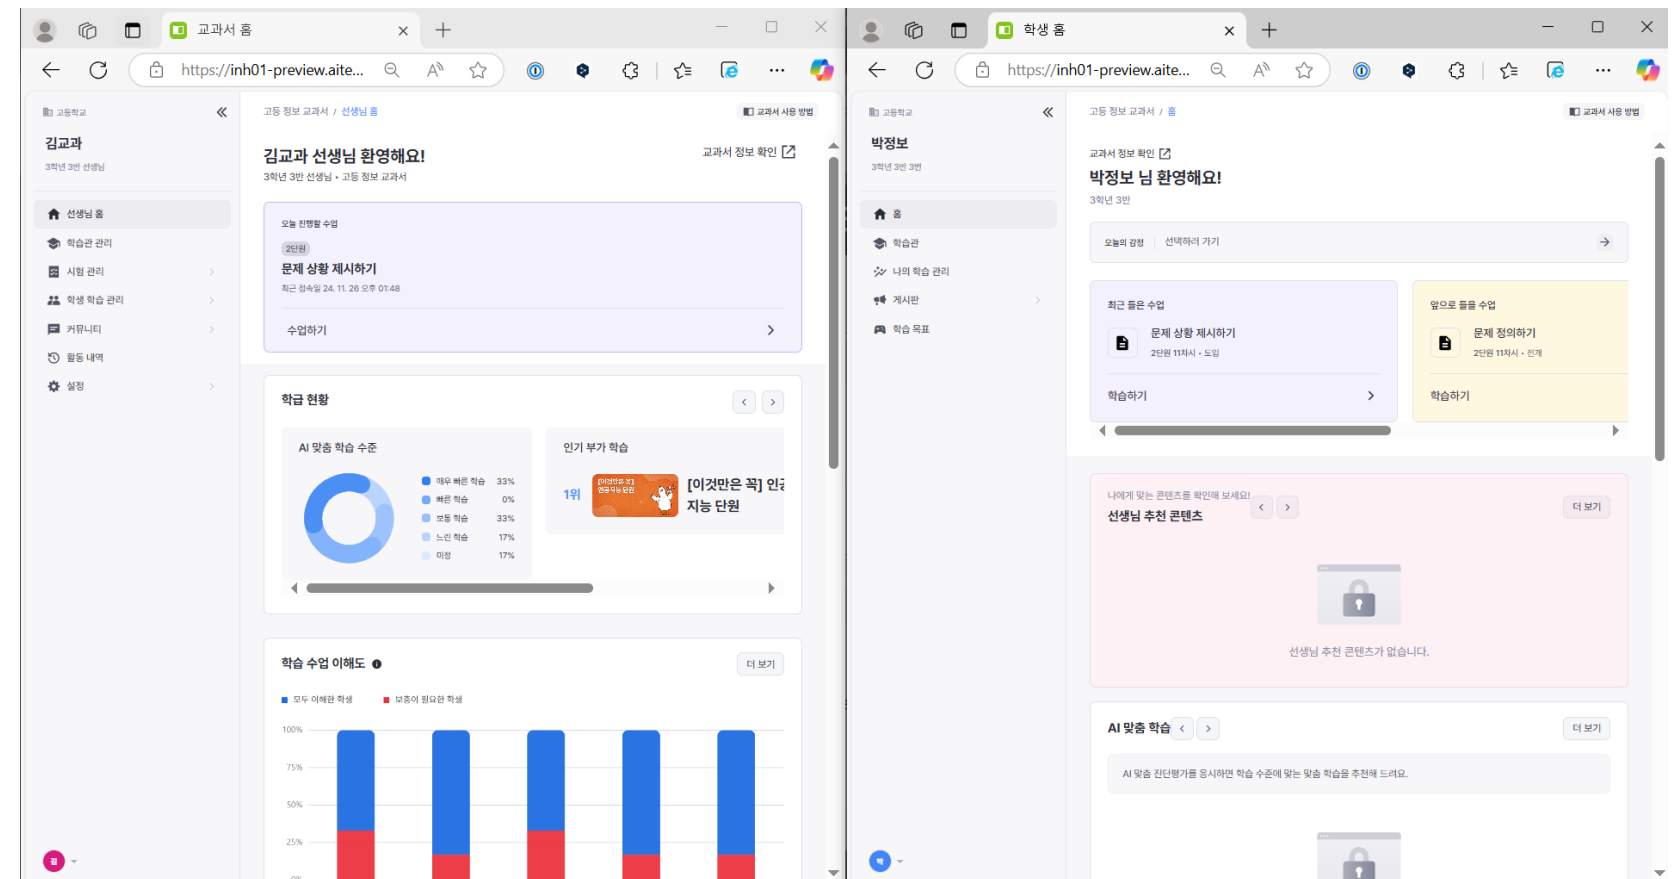 교과서 홈
https://inh01-preview.aite...
고등학교
김교과
3학년 3반 선생님
선생님 홈
학습관 관리
시험 관리
학생 학습 관리
커뮤니티
활동 내역
설정
김
고등 정보 교과서 / 선생님 홈
교과서 사용 방법
김교과 선생님 환영해요!
교과서 정보 확인
3학년 3반 선생님 • 고등 정보 교과서
오늘 진행할 수업
2단원
문제 상황 제시하기
최근 접속일 24. 11. 26 오후 01:48
수업하기
학급 현황
AI 맞춤 학습 수준
매우 빠른 학습 33%
빠른 학습 0%
보통 학습 33%
느린 학습 17%
미정 17%
인기 부가 학습
1위
[이것만은 꼭]
인공지능 단원
[이것만은 꼭] 인공
지능 단원
학습 수업 이해도
더 보기
모두 이해한 학생
보충이 필요한 학생
100%
75%
50%
25%
0%
학생 홈
https://inh01-preview.aite...
고등학교
박정보
3학년 3반 3번
홈
학습관
나의 학습 관리
게시판
학습 목표
박
고등 정보 교과서 / 홈
교과서 사용 방법
교과서 정보 확인
박정보 님 환영해요!
3학년 3반
오늘의 감정
선택하러 가기
최근 들은 수업
문제 상황 제시하기
2단원 11차시 • 도입
학습하기
앞으로 들을 수업
문제 정의하기
2단원 11차시 • 전개
학습하기
나에게 맞는 콘텐츠를 확인해 보세요!
선생님 추천 콘텐츠
더 보기
선생님 추천 콘텐츠가 없습니다.
AI 맞춤 학습
더 보기
AI 맞춤 진단평가를 응시하면 학습 수준에 맞는 맞춤 학습을 추천해 드려요.